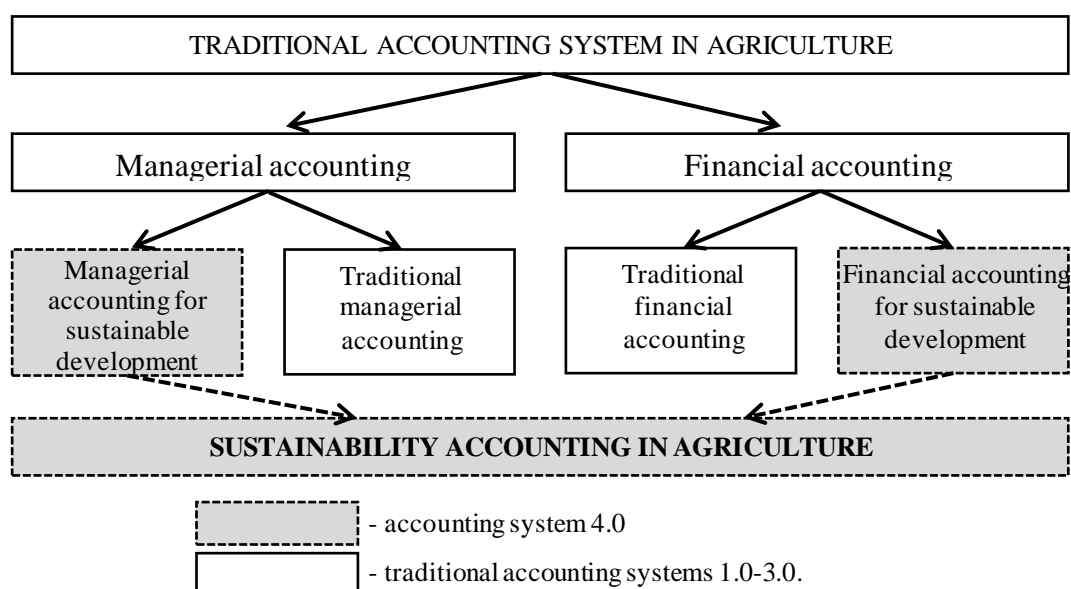 TRADITIONAL ACCOUNTING SYSTEM IN AGRICULTURE
Managerial accounting
Financial accounting
Managerial
accounting for
sustainable
development
Traditional
managerial
accounting
Traditional
financial
accounting
Financial accounting
for sustainable
development
SUSTAINABILITY ACCOUNTING IN AGRICULTURE
- accounting system 4.0
- traditional accounting systems 1.0-3.0.